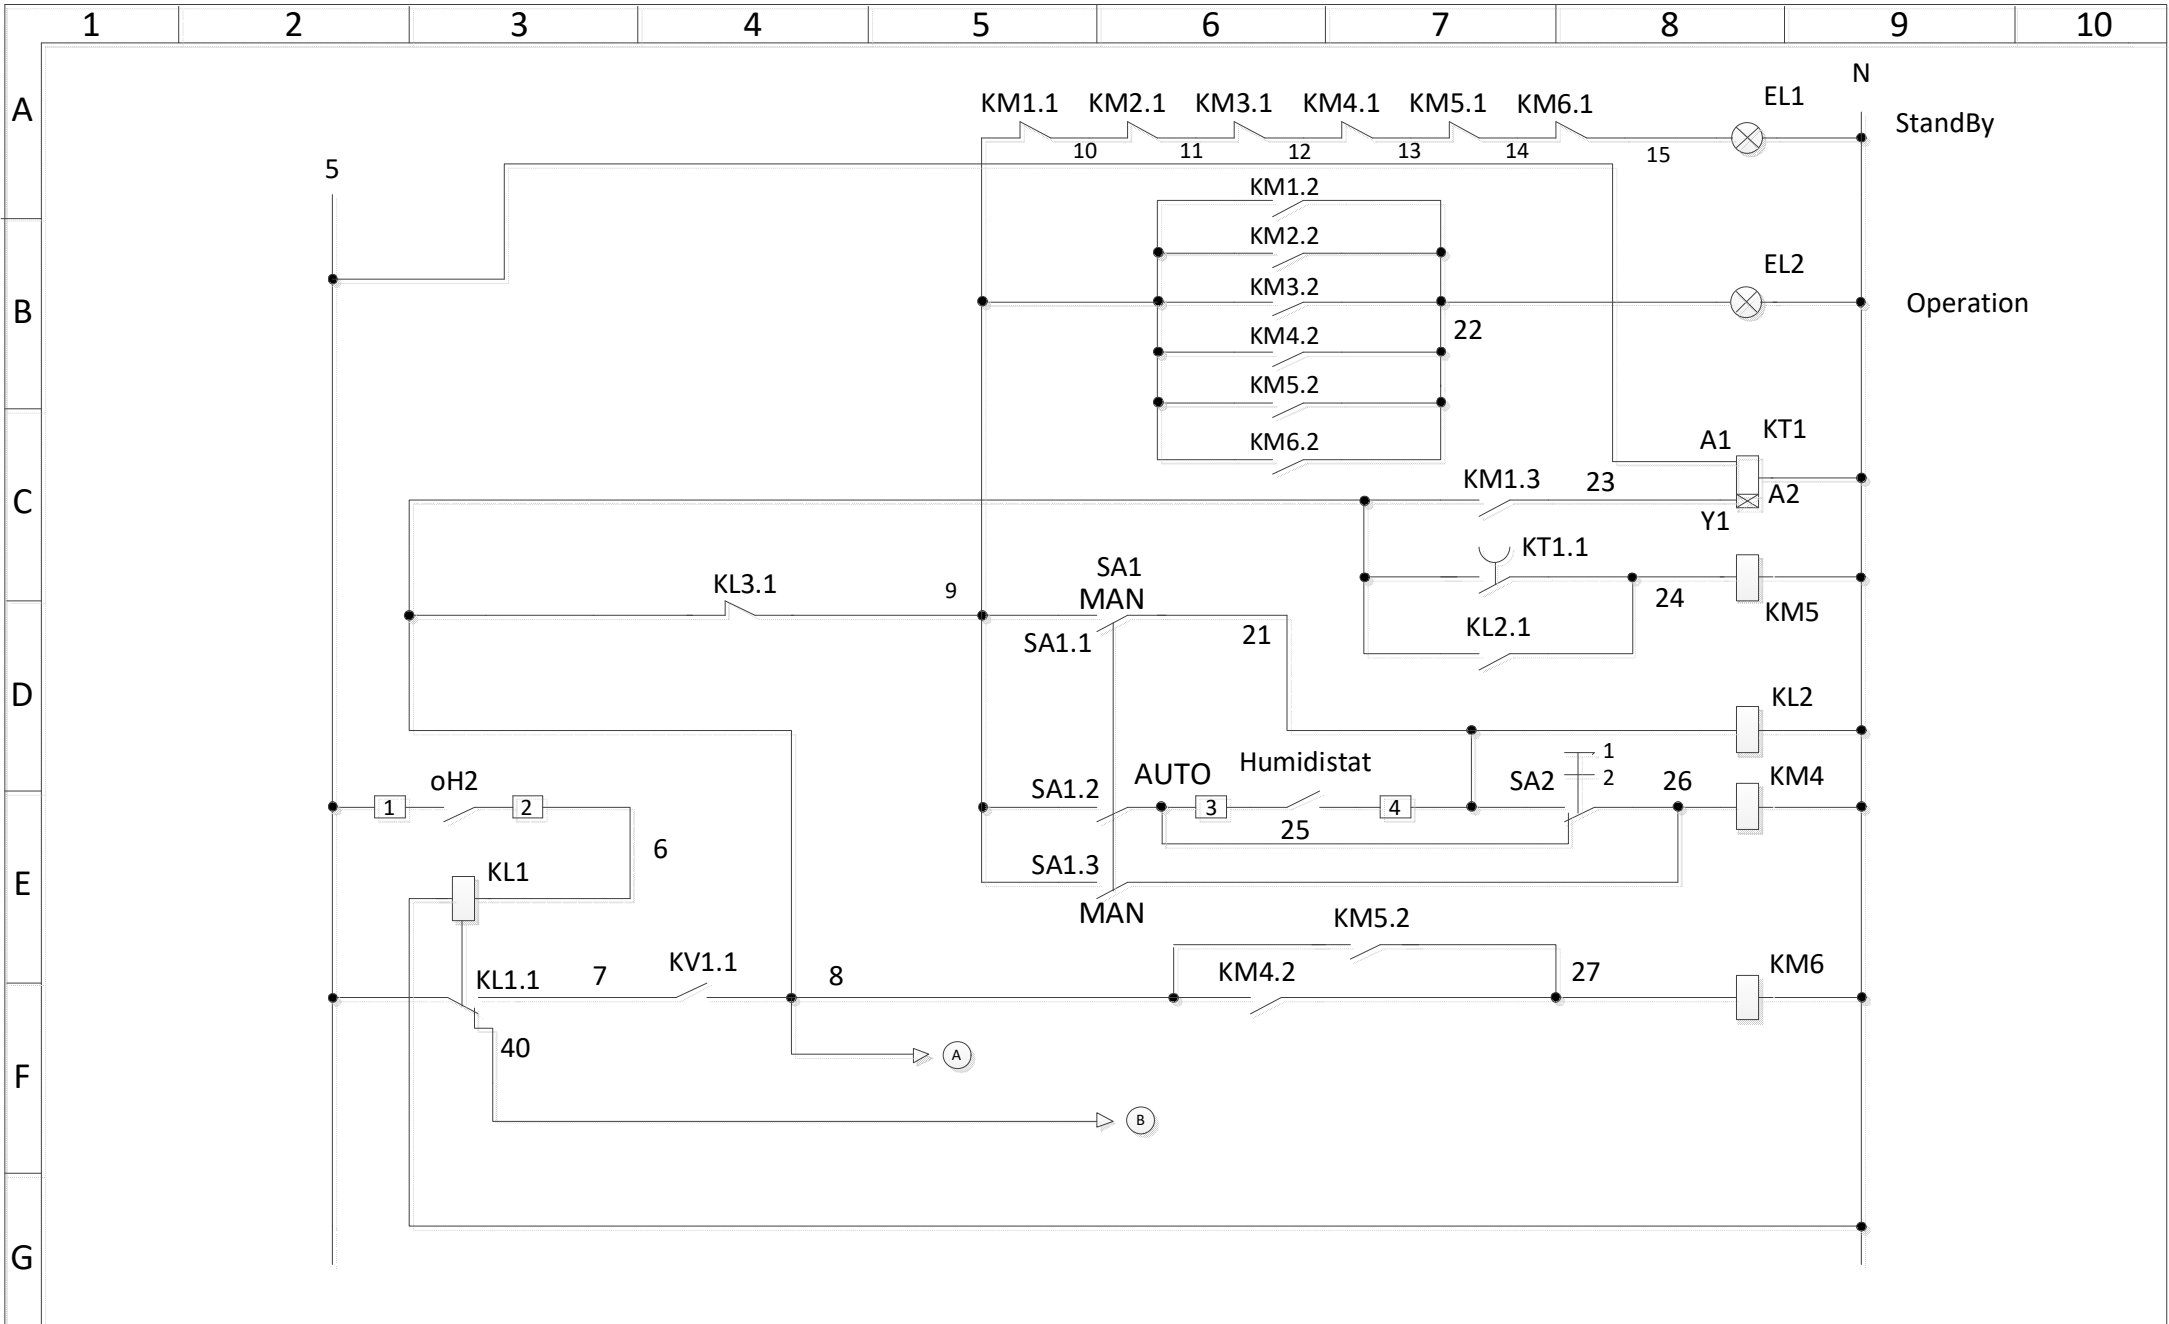 1 2 3 4 5 6 7 8 9 10
A
B
C
D
E
F
G
5
N
KM1.1 KM2.1 KM3.1 KM4.1 KM5.1 KM6.1
EL1
StandBy
10 11 12 13 14 15
KM1.2
KM2.2
KM3.2
KM4.2
KM5.2
KM6.2
22
EL2
Operation
A1
KT1
A2
Y1
KM1.3
23
KT1.1
24
KM5
KL2.1
KL3.1
9
SA1
MAN
SA1.1
21
KL2
SA1.2
AUTO
Humidistat
3
4
25
SA2
1
2
26
KM4
SA1.3
MAN
oH2
1
2
6
KL1
KL1.1
7
KV1.1
8
KM5.2
KM4.2
27
KM6
40
A
B